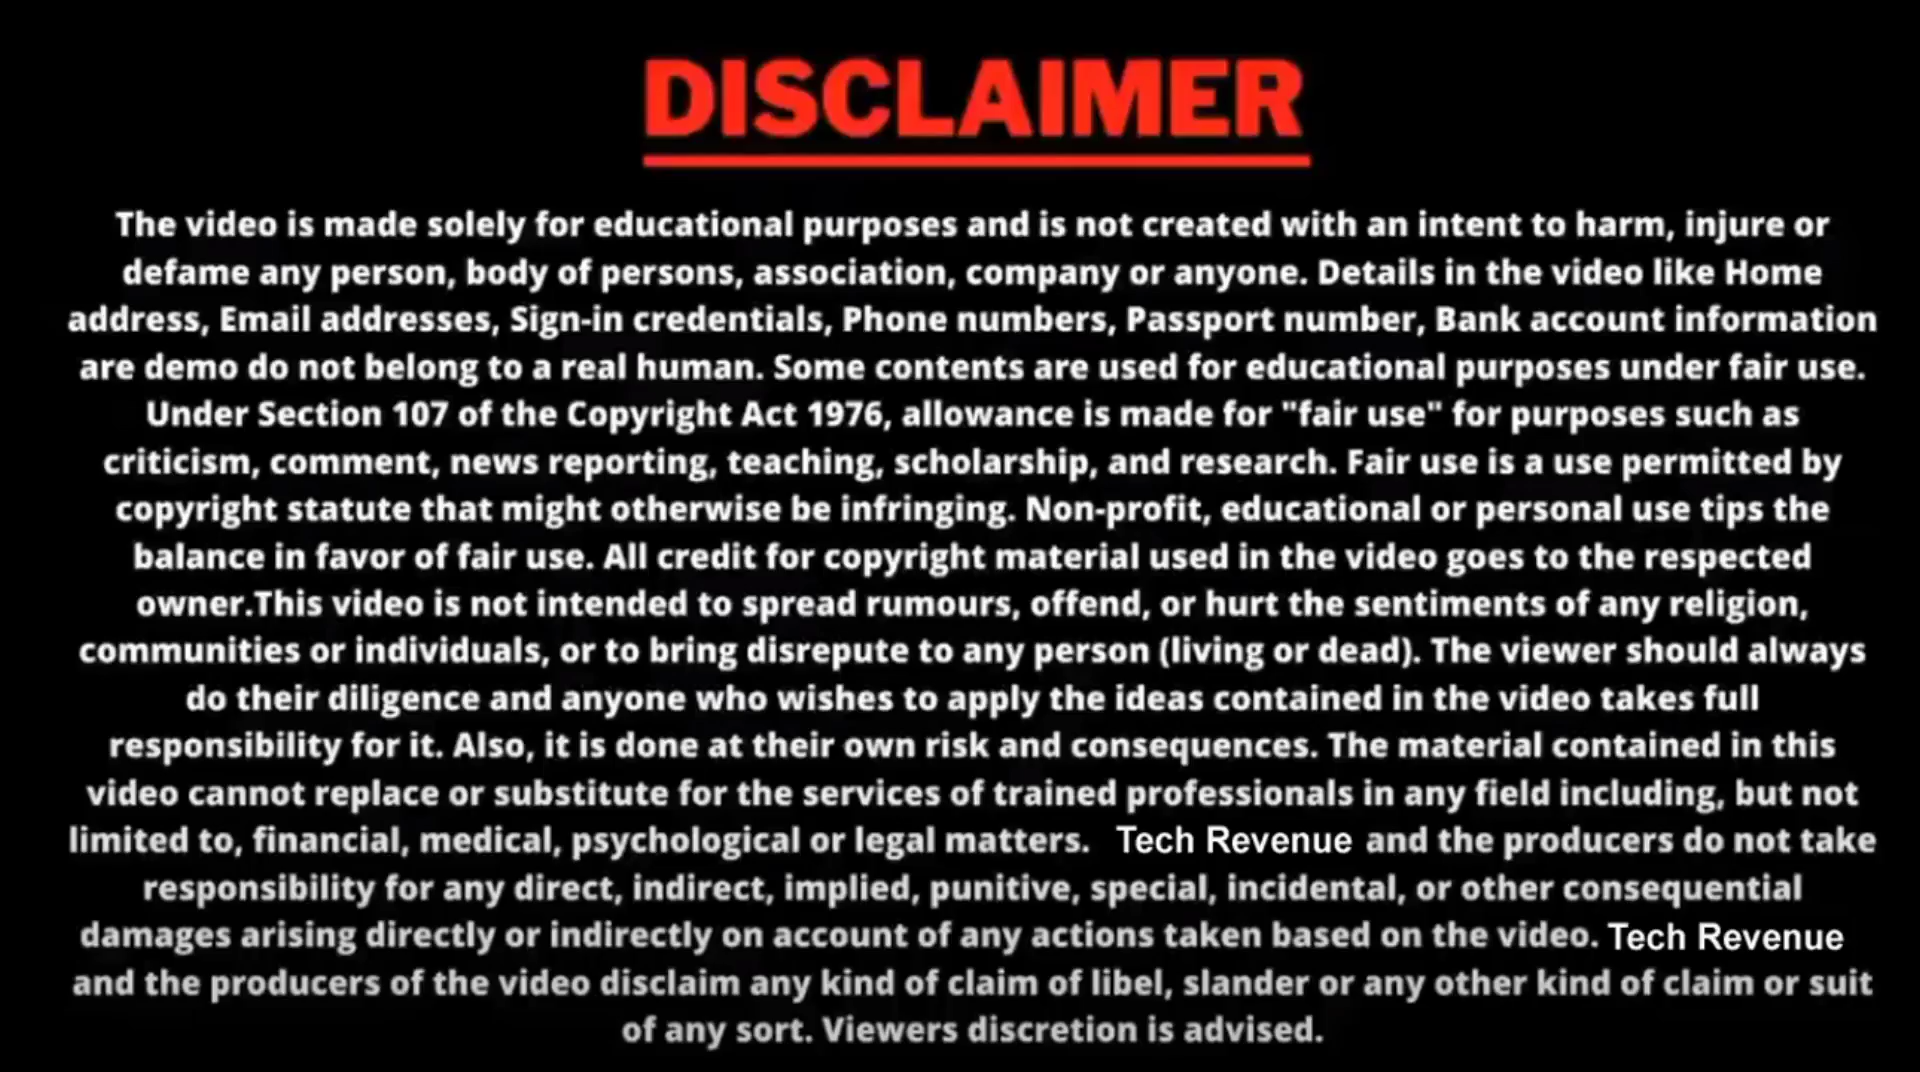 DISCLAIMER
The video is made solely for educational purposes and is not created with an intent to harm, injure or
defame any person, body of persons, association, company or anyone. Details in the video like Home
address, Email addresses, Sign-in credentials, Phone numbers, Passport number, Bank account information
are demo do not belong to a real human. Some contents are used for educational purposes under fair use.
Under Section 107 of the Copyright Act 1976, allowance is made for "fair use" for purposes such as
criticism, comment, news reporting, teaching, scholarship, and research. Fair use is a use permitted by
copyright statute that might otherwise be infringing. Non-profit, educational or personal use tips the
balance in favor of fair use. All credit for copyright material used in the video goes to the respected
owner.This video is not intended to spread rumours, offend, or hurt the sentiments of any religion,
communities or individuals, or to bring disrepute to any person (living or dead). The viewer should always
do their diligence and anyone who wishes to apply the ideas contained in the video takes full
responsibility for it. Also, it is done at their own risk and consequences. The material contained in this
video cannot replace or substitute for the services of trained professionals in any field including, but not
limited to, financial, medical, psychological or legal matters. Tech Revenue and the producers do not take
responsibility for any direct, indirect, implied, punitive, special, incidental, or other consequential
damages arising directly or indirectly on account of any actions taken based on the video. Tech Revenue
and the producers of the video disclaim any kind of claim of libel, slander or any other kind of claim or suit
of any sort. Viewers discretion is advised.